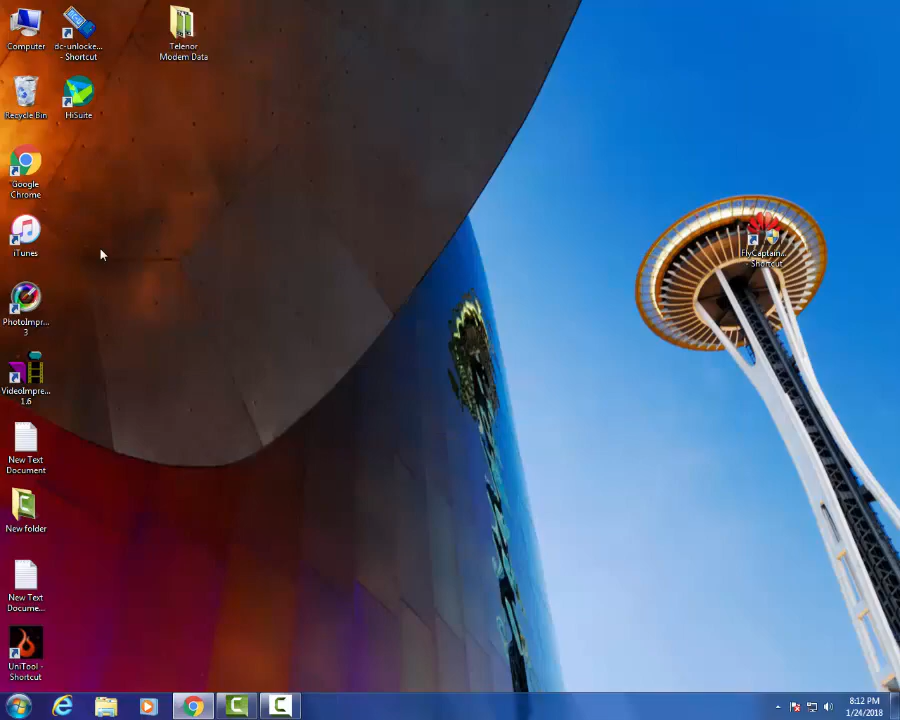 Computer
dc-unlocke...
- Shortcut
Telenor
Modem Data
Recycle Bin
HiSuite
Google
Chrome
iTunes
PhotoImpr...
3
VideoImpre...
1.6
New Text
Document
New folder
New Text
Docume...
UniTool -
Shortcut
FlyCaptain...
- Shortcut
8:12 PM
1/24/2018